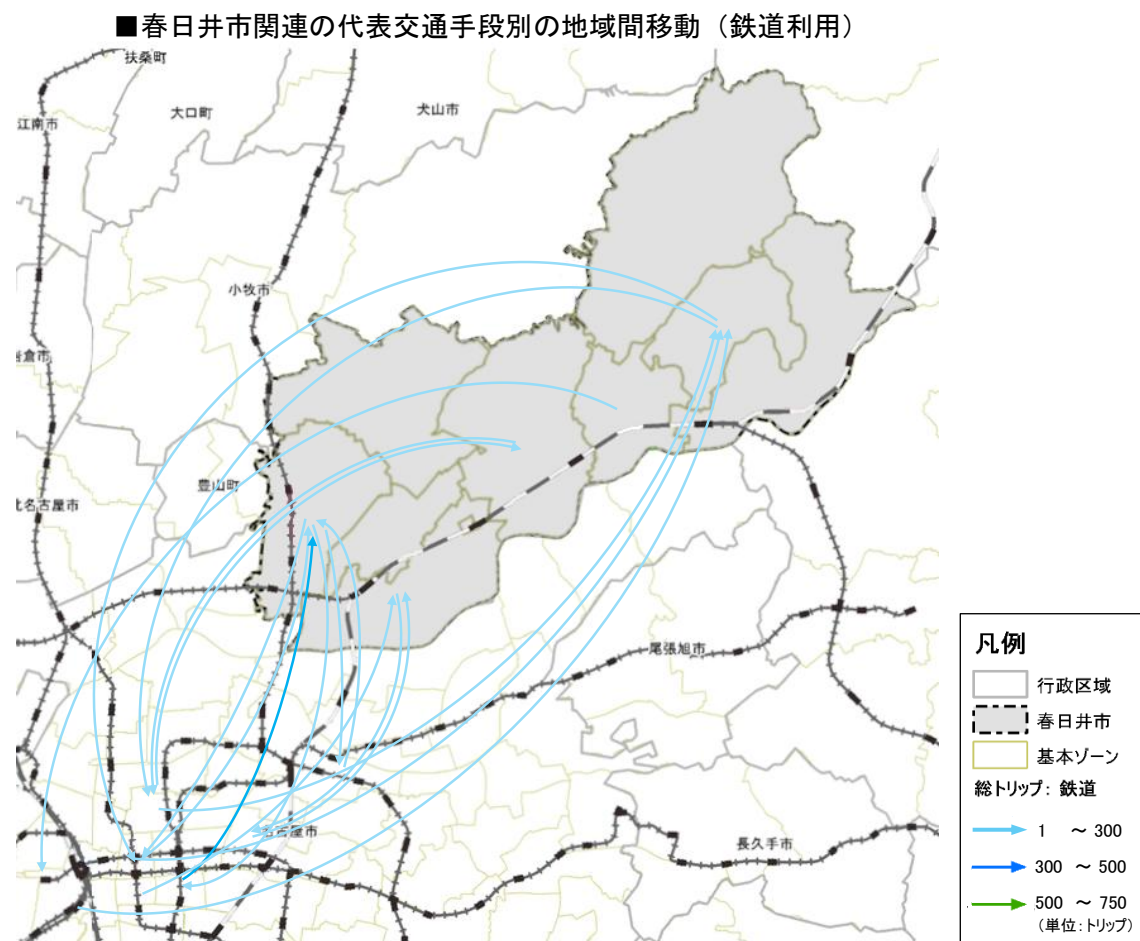 ■春日井市関連の代表交通手段別の地域間移動（鉄道利用）
扶桑町
江南市
大口町
犬山市
小牧市
岩倉市
豊山町
北名古屋市
尾張旭市
名古屋市
長久手市
凡例
行政区域
春日井市
基本ゾーン
総トリップ：鉄道
1 ～ 300
300 ～ 500
500 ～ 750
（単位：トリップ）